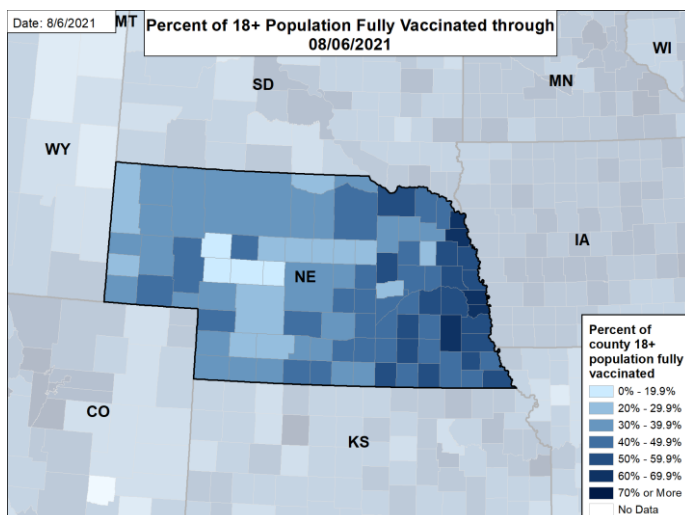 Date: 8/6/2021
MT
Percent of 18+ Population Fully Vaccinated through
08/06/2021
WI
SD
MN
WY
IA
NE
CO
KS
Percent of
county 18+
population fully
vaccinated
0% - 19.9%
20% - 29.9%
30% - 39.9%
40% - 49.9%
50% - 59.9%
60% - 69.9%
70% or More
No Data